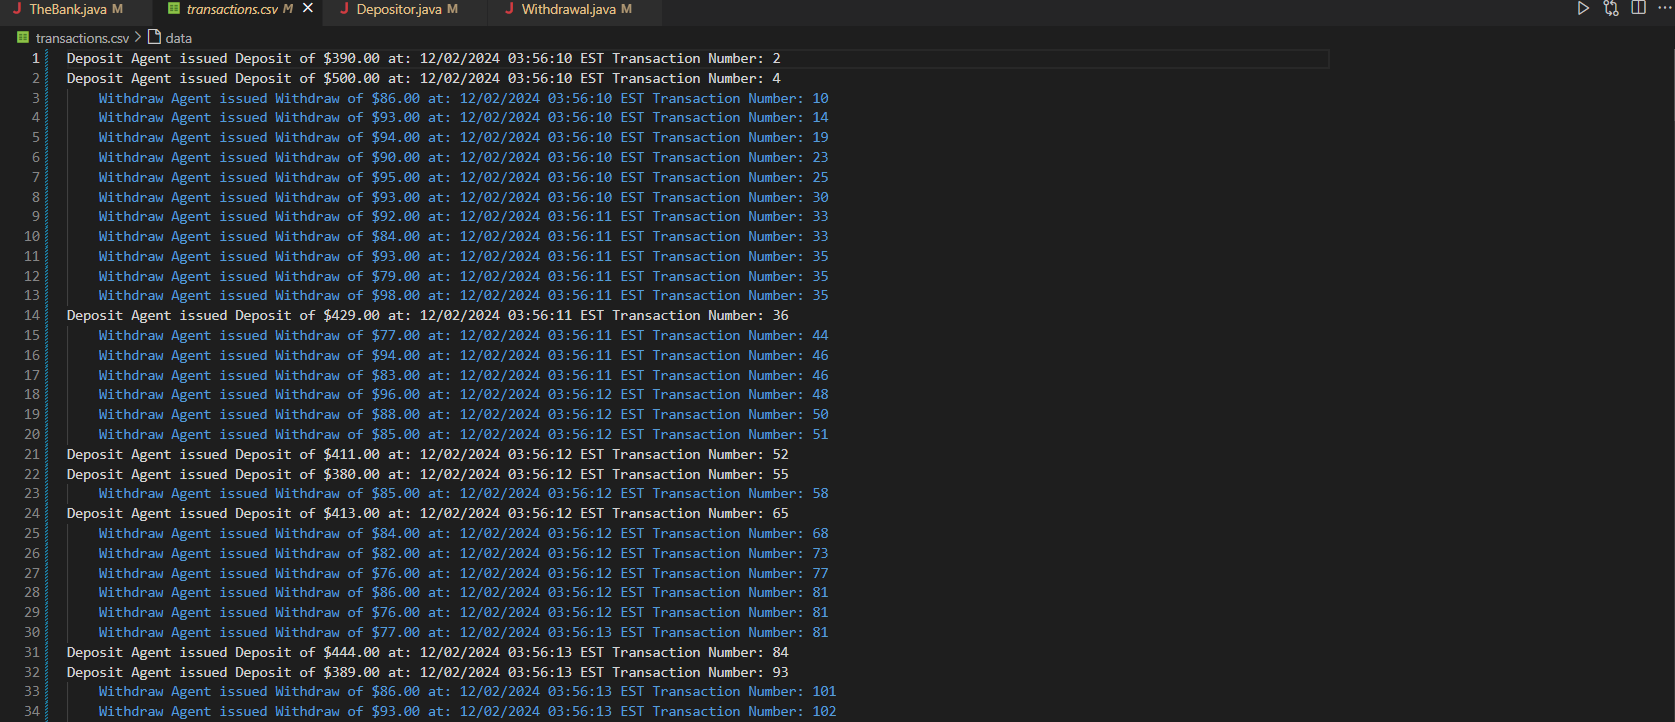 TheBank.java M transactions.csv M Depositor.java M Withdrawal.java M
transactions.csv data
1 Deposit Agent issued Deposit of $390.00 at: 12/02/2024 03:56:10 EST Transaction Number: 2
2 Deposit Agent issued Deposit of $500.00 at: 12/02/2024 03:56:10 EST Transaction Number: 4
3 Withdraw Agent issued Withdraw of $86.00 at: 12/02/2024 03:56:10 EST Transaction Number: 10
4 Withdraw Agent issued Withdraw of $93.00 at: 12/02/2024 03:56:10 EST Transaction Number: 14
5 Withdraw Agent issued Withdraw of $94.00 at: 12/02/2024 03:56:10 EST Transaction Number: 19
6 Withdraw Agent issued Withdraw of $90.00 at: 12/02/2024 03:56:10 EST Transaction Number: 23
7 Withdraw Agent issued Withdraw of $95.00 at: 12/02/2024 03:56:10 EST Transaction Number: 25
8 Withdraw Agent issued Withdraw of $93.00 at: 12/02/2024 03:56:10 EST Transaction Number: 30
9 Withdraw Agent issued Withdraw of $92.00 at: 12/02/2024 03:56:11 EST Transaction Number: 33
10 Withdraw Agent issued Withdraw of $84.00 at: 12/02/2024 03:56:11 EST Transaction Number: 33
11 Withdraw Agent issued Withdraw of $93.00 at: 12/02/2024 03:56:11 EST Transaction Number: 35
12 Withdraw Agent issued Withdraw of $79.00 at: 12/02/2024 03:56:11 EST Transaction Number: 35
13 Withdraw Agent issued Withdraw of $98.00 at: 12/02/2024 03:56:11 EST Transaction Number: 35
14 Deposit Agent issued Deposit of $429.00 at: 12/02/2024 03:56:11 EST Transaction Number: 36
15 Withdraw Agent issued Withdraw of $77.00 at: 12/02/2024 03:56:11 EST Transaction Number: 44
16 Withdraw Agent issued Withdraw of $94.00 at: 12/02/2024 03:56:11 EST Transaction Number: 46
17 Withdraw Agent issued Withdraw of $83.00 at: 12/02/2024 03:56:11 EST Transaction Number: 46
18 Withdraw Agent issued Withdraw of $96.00 at: 12/02/2024 03:56:12 EST Transaction Number: 48
19 Withdraw Agent issued Withdraw of $88.00 at: 12/02/2024 03:56:12 EST Transaction Number: 50
20 Withdraw Agent issued Withdraw of $85.00 at: 12/02/2024 03:56:12 EST Transaction Number: 51
21 Deposit Agent issued Deposit of $411.00 at: 12/02/2024 03:56:12 EST Transaction Number: 52
22 Deposit Agent issued Deposit of $380.00 at: 12/02/2024 03:56:12 EST Transaction Number: 55
23 Withdraw Agent issued Withdraw of $85.00 at: 12/02/2024 03:56:12 EST Transaction Number: 58
24 Deposit Agent issued Deposit of $413.00 at: 12/02/2024 03:56:12 EST Transaction Number: 65
25 Withdraw Agent issued Withdraw of $84.00 at: 12/02/2024 03:56:12 EST Transaction Number: 68
26 Withdraw Agent issued Withdraw of $82.00 at: 12/02/2024 03:56:12 EST Transaction Number: 73
27 Withdraw Agent issued Withdraw of $76.00 at: 12/02/2024 03:56:12 EST Transaction Number: 77
28 Withdraw Agent issued Withdraw of $86.00 at: 12/02/2024 03:56:12 EST Transaction Number: 81
29 Withdraw Agent issued Withdraw of $76.00 at: 12/02/2024 03:56:12 EST Transaction Number: 81
30 Withdraw Agent issued Withdraw of $77.00 at: 12/02/2024 03:56:13 EST Transaction Number: 81
31 Deposit Agent issued Deposit of $444.00 at: 12/02/2024 03:56:13 EST Transaction Number: 84
32 Deposit Agent issued Deposit of $389.00 at: 12/02/2024 03:56:13 EST Transaction Number: 93
33 Withdraw Agent issued Withdraw of $86.00 at: 12/02/2024 03:56:13 EST Transaction Number: 101
34 Withdraw Agent issued Withdraw of $93.00 at: 12/02/2024 03:56:13 EST Transaction Number: 102